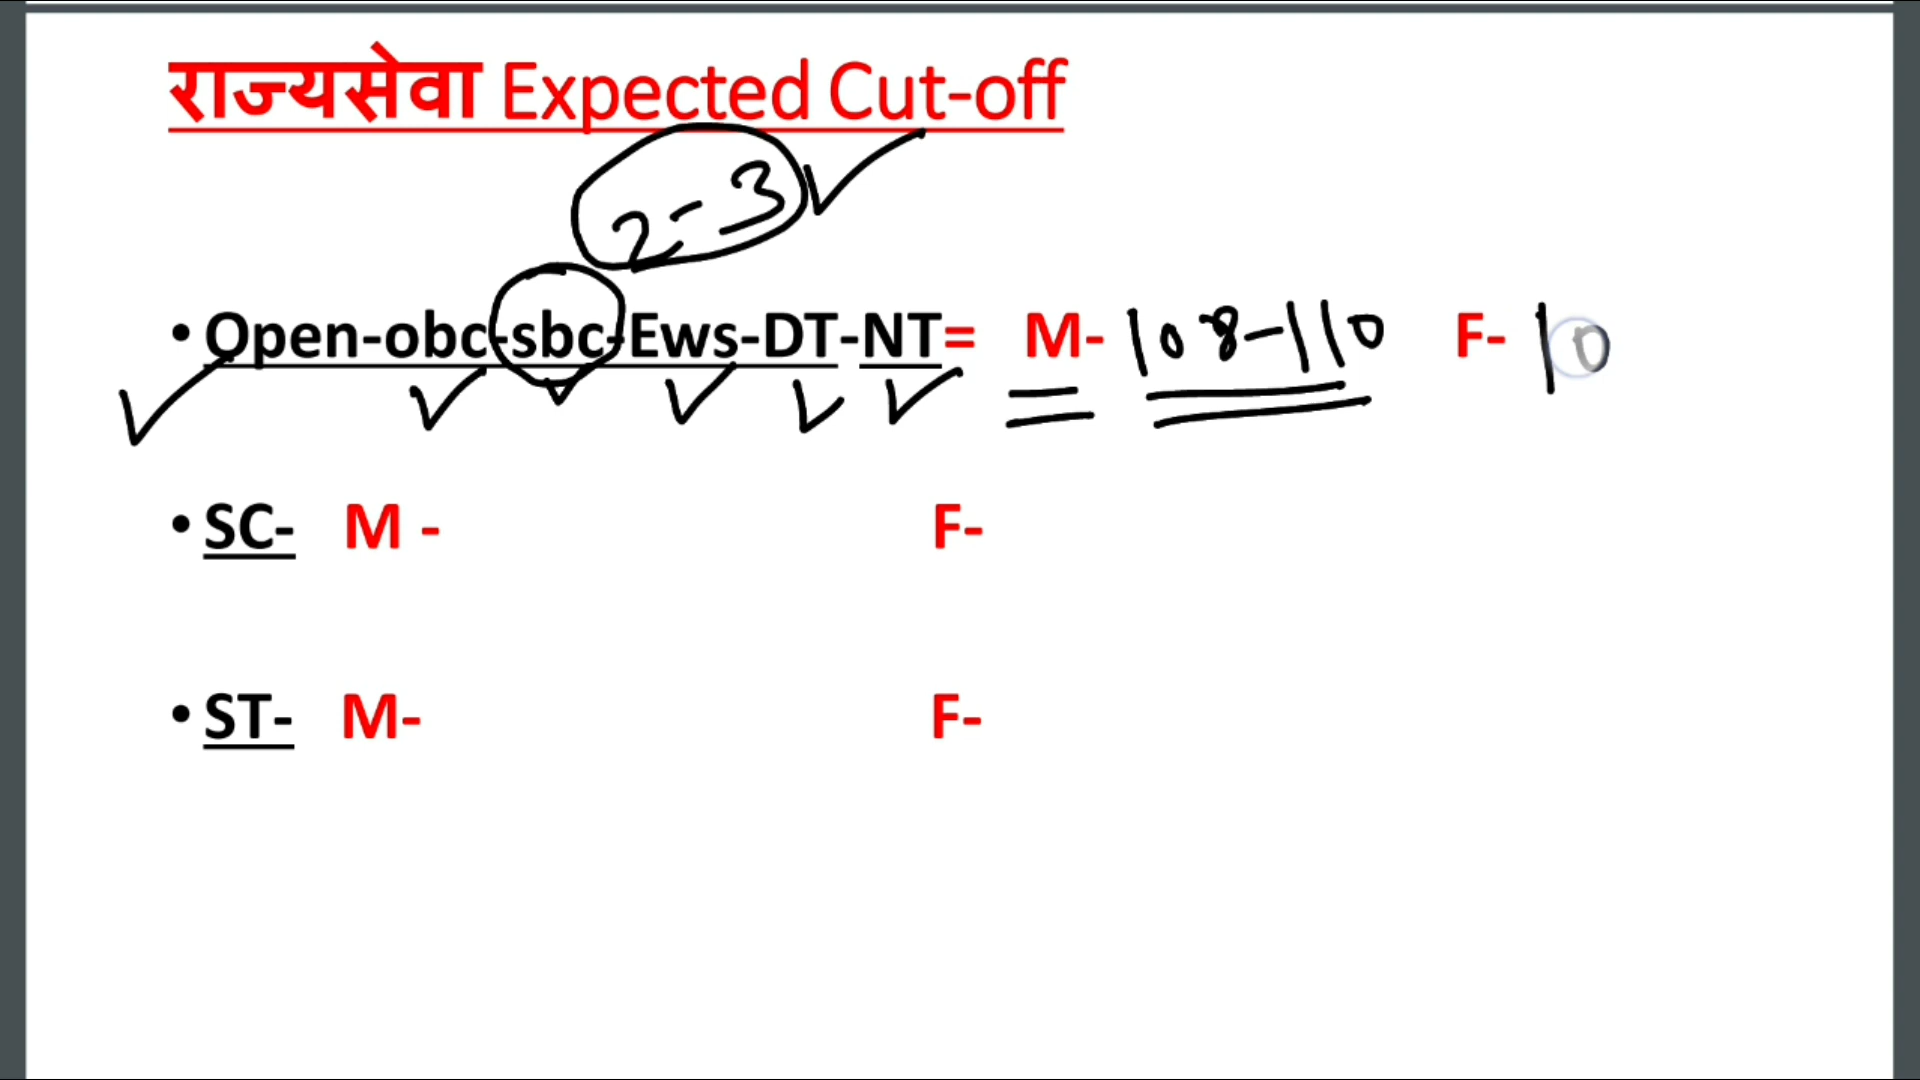 राज्यसेवा Expected Cut-off
2-3
• Open-obc-sbc-Ews-DT-NT= M- 108-110 F- 10
• SC- M - F-
• ST- M- F-